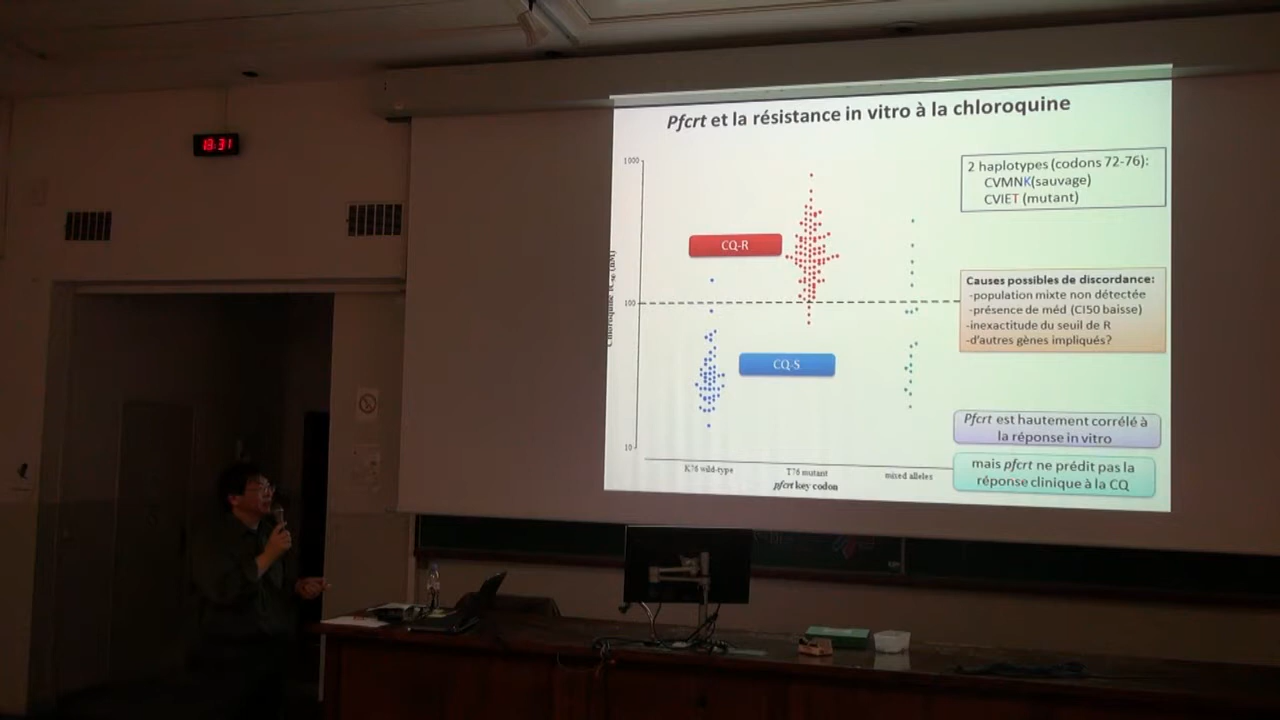 18:31
Pfcrt et la résistance in vitro à la chloroquine
2 haplotypes (codons 72-76):
CVMNK(sauvage)
CVIET (mutant)
1000
100
10
CQ-R
CQ-S
Causes possibles de discordance:
-population mixte non détectée
-présence de méd (CI50 baisse)
-inexactitude du seuil de R
-d'autres gènes impliqués?
Pfcrt est hautement corrélé à
la réponse in vitro
mais pfcrt ne prédit pas la
réponse clinique à la CQ
K76 wild-type
T76 mutant
mixed alleles
pfcrt key codon